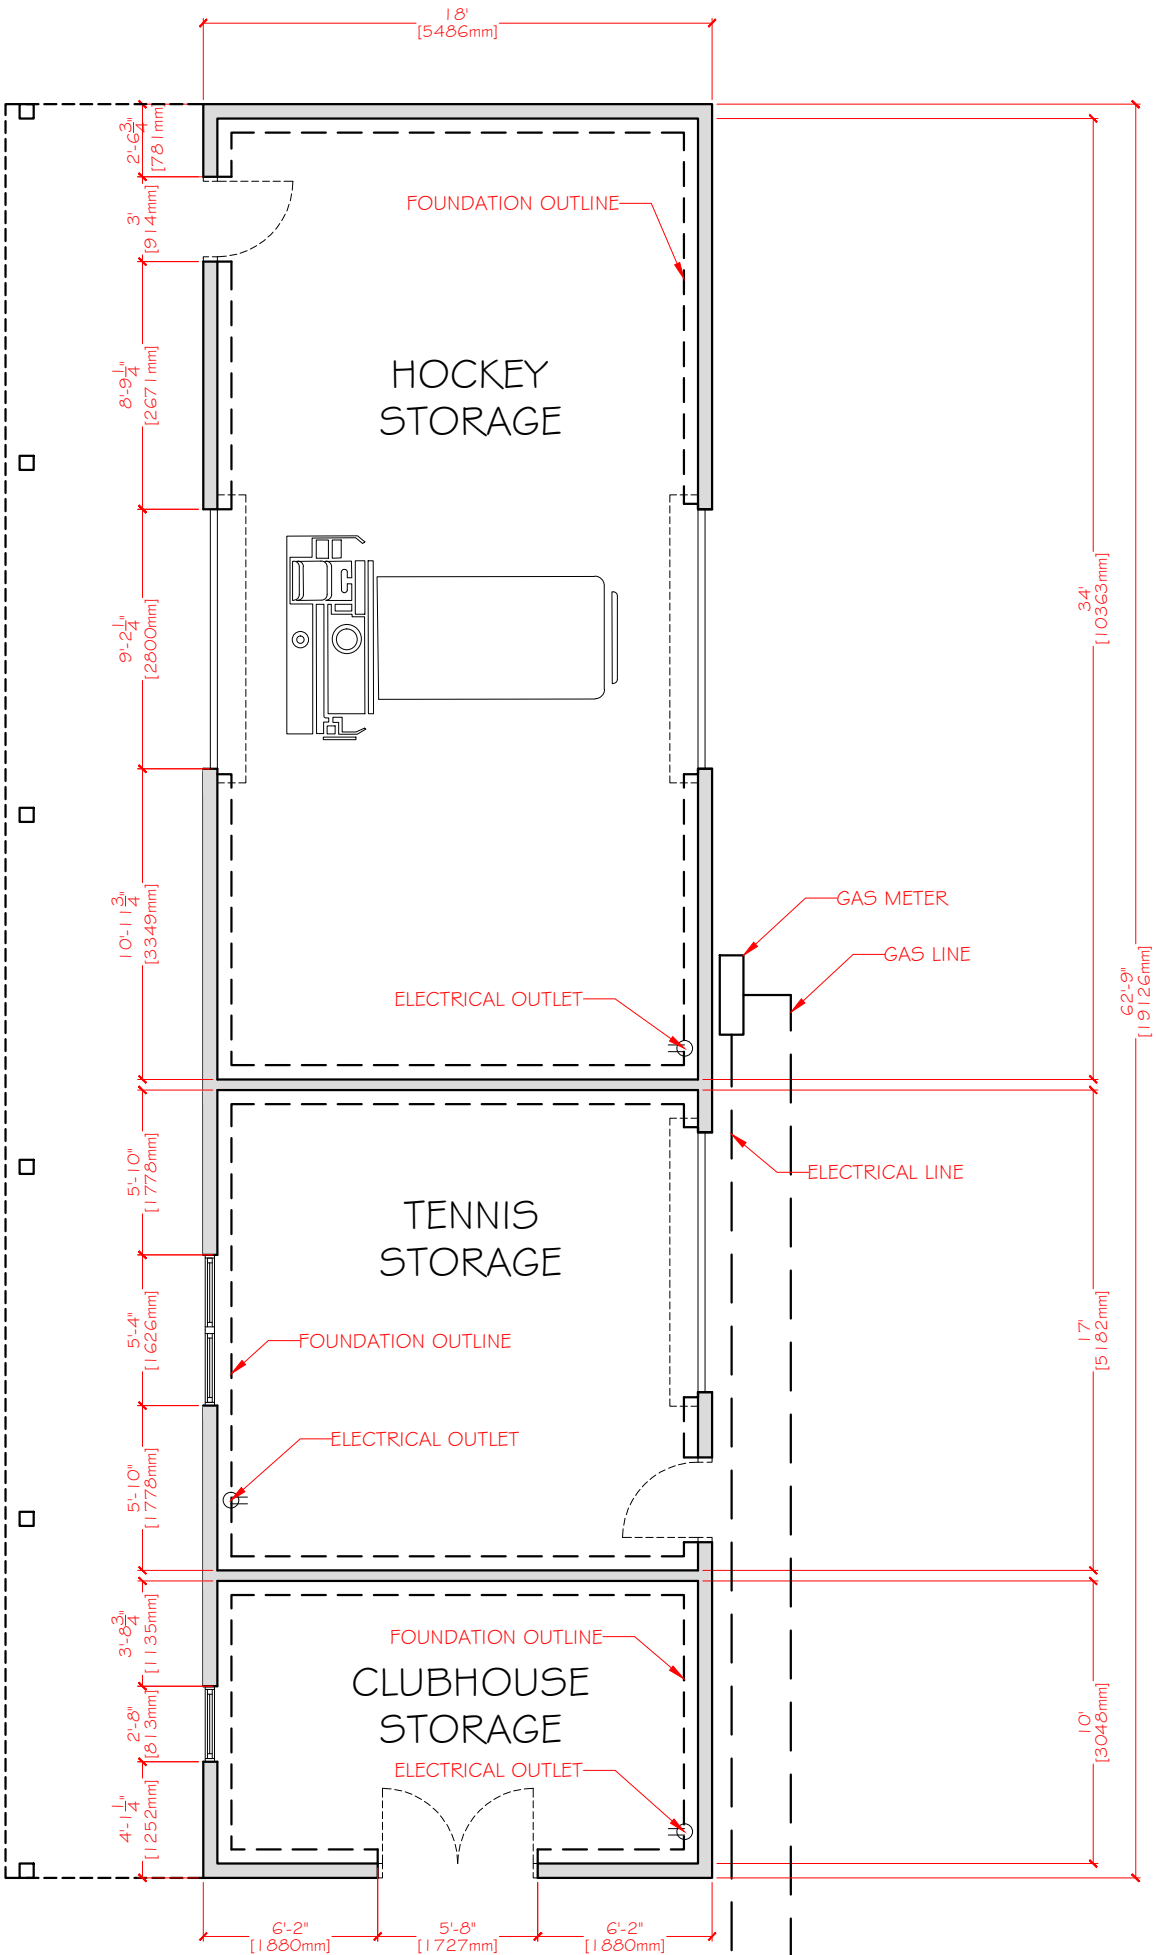 18'
[5486mm]
2'-6 3/4"
[781mm]
3'
[914mm]
FOUNDATION OUTLINE
8'-9 1/4"
[2671mm]
HOCKEY
STORAGE
9'-2 1/4"
[2800mm]
34'
[10363mm]
10'-11 3/4"
[3349mm]
GAS METER
GAS LINE
ELECTRICAL OUTLET
62'-9"
[19126mm]
5'-10"
[1778mm]
ELECTRICAL LINE
TENNIS
STORAGE
5'-4"
[1626mm]
FOUNDATION OUTLINE
17'
[5182mm]
ELECTRICAL OUTLET
5'-10"
[1778mm]
3'-8 3/4"
[1135mm]
FOUNDATION OUTLINE
CLUBHOUSE
STORAGE
2'-8"
[813mm]
10'
[3048mm]
ELECTRICAL OUTLET
4'-1 1/4"
[1252mm]
6'-2"
[1880mm]
5'-8"
[1727mm]
6'-2"
[1880mm]